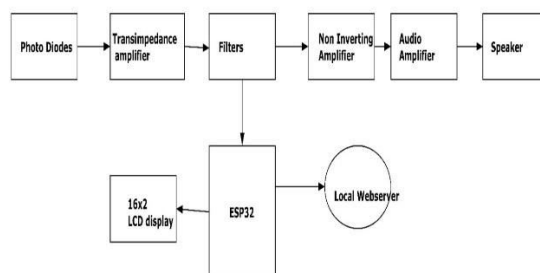 Photo Diodes
Transimpedance
amplifier
Filters
Non Inverting
Amplifier
Audio
Amplifier
Speaker
16x2
LCD display
ESP32
Local Webserver